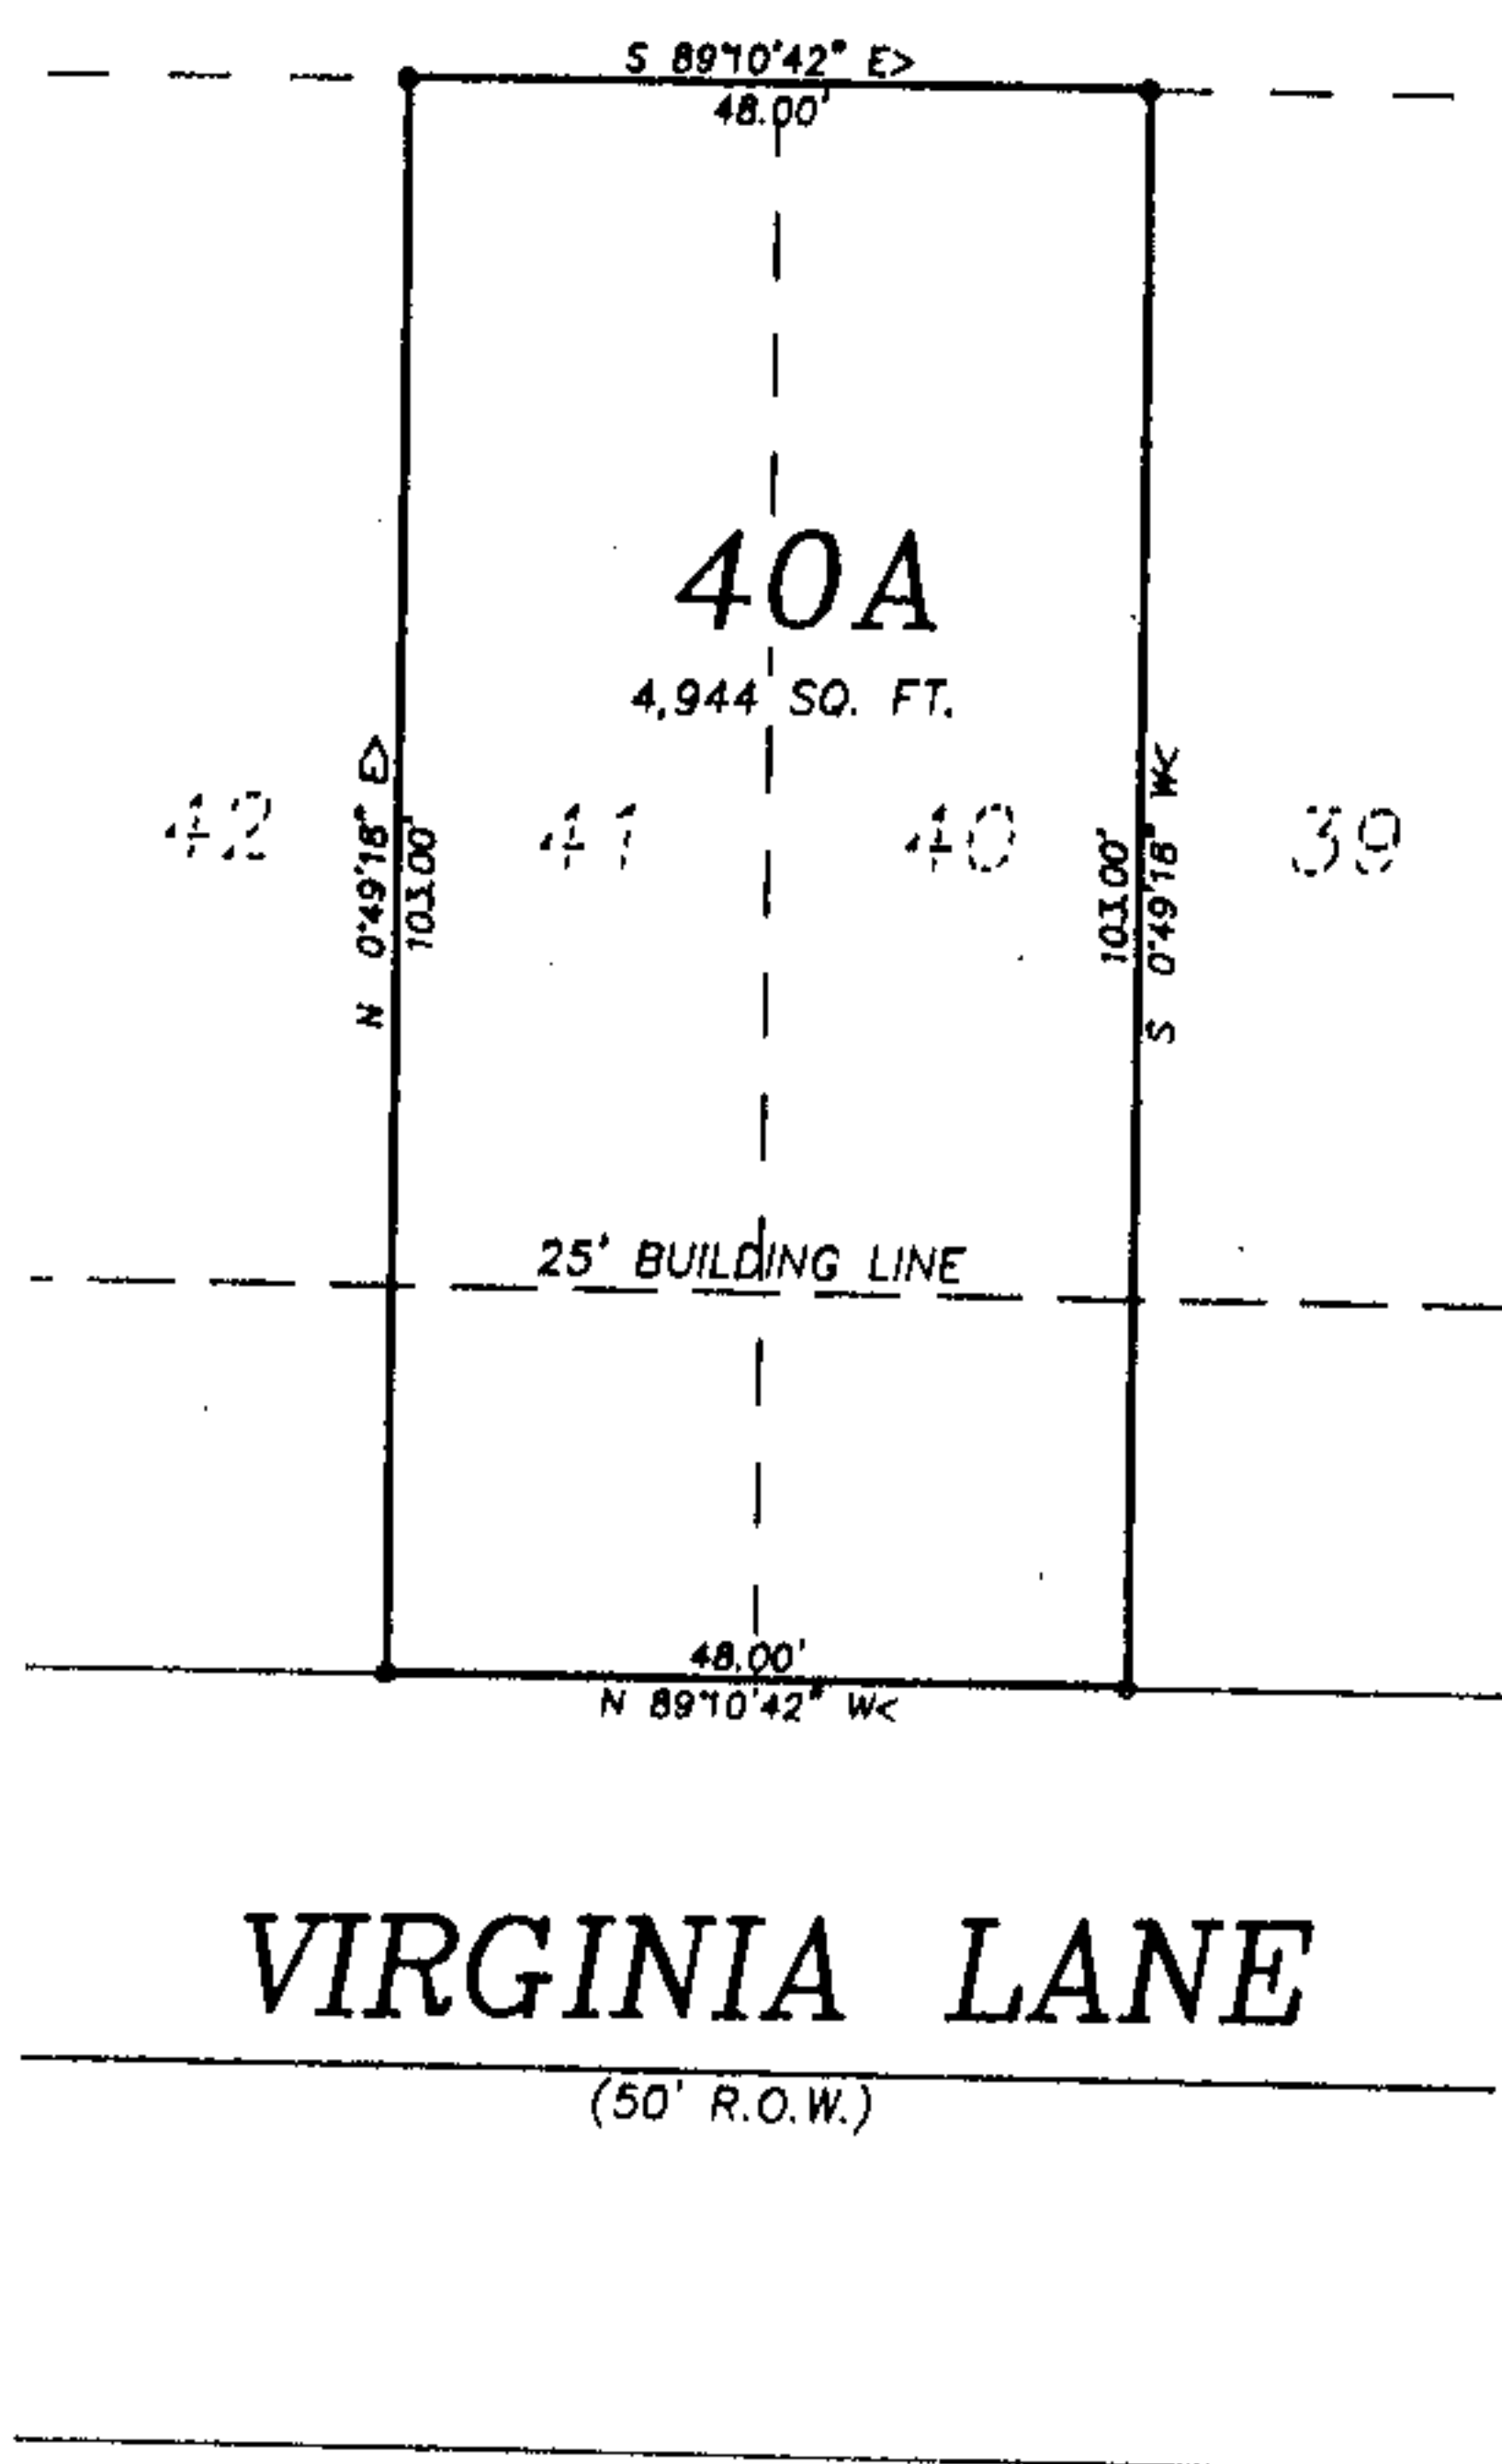 S 89°10'42" E>
48.00'
40A
4,944 SQ. FT.
N 0°49'18" E>
103.00'
103.00'
S 0°49'18" W<
42
41
40
39
25' BUILDING LINE
48.00'
N 89°10'42" W<
VIRGINIA LANE
(50' R.O.W.)